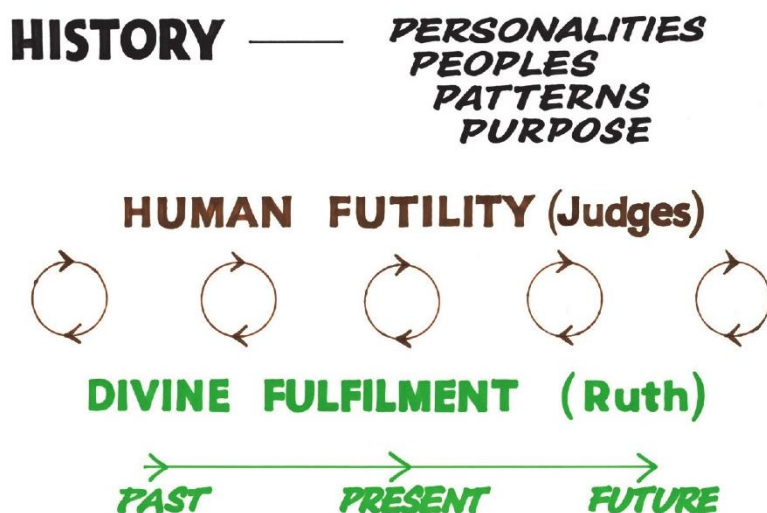 HISTORY — PERSONALITIES
PEOPLES
PATTERNS
PURPOSE
HUMAN FUTILITY (Judges)
DIVINE FULFILMENT (Ruth)
PAST PRESENT FUTURE